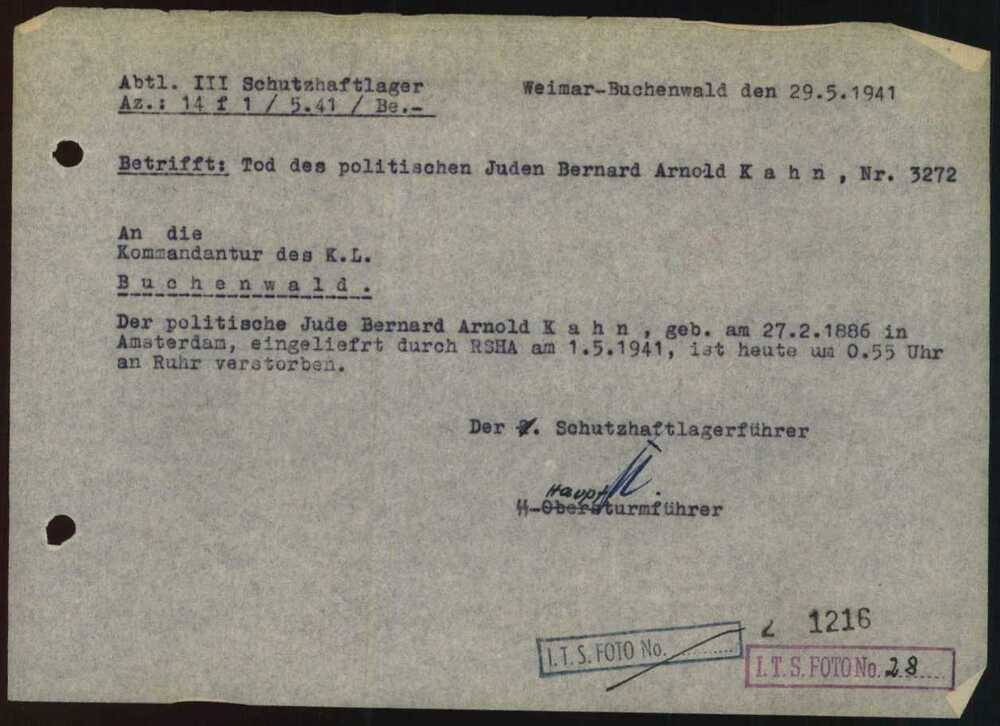 Abtl. III Schutzhaftlager
Weimar-Buchenwald den 29.5.1941
Az.: 14 f 1 / 5.41 / Be.-
Betrifft: Tod des politischen Juden Bernard Arnold K a h n , Nr. 3272
An die
Kommandantur des K.L.
B u c h e n w a l d .
Der politische Jude Bernard Arnold K a h n , geb. am 27.2.1886 in
Amsterdam, eingeliefrt durch RSHA am 1.5.1941, ist heute um 0.55 Uhr
an Ruhr verstorben.
Der . Schutzhaftlagerführer
Haupt
SS-Obersturmführer
1216
I.T.S. FOTO No. ..........
I.T.S. FOTO No. 28